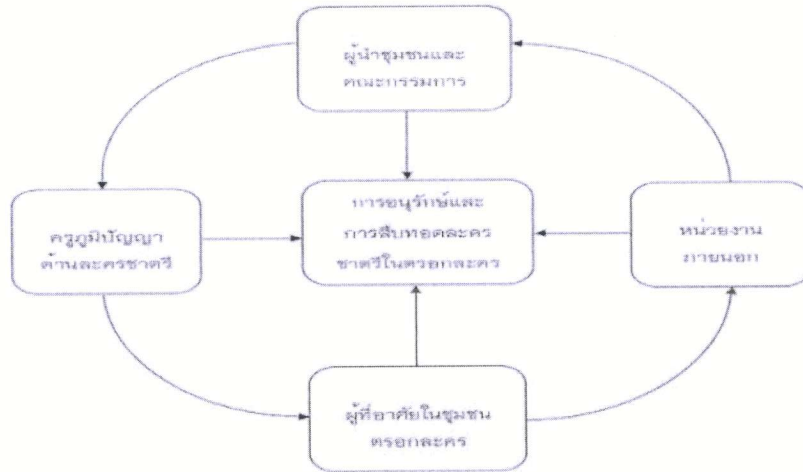 ผู้นำชุมชนและ
คณะกรรมการ
ครูภูมิปัญญา
ด้านละครชาตรี
การอนุรักษ์และ
การสืบทอดละคร
ชาตรีในตรอกละคร
หน่วยงาน
ภายนอก
ผู้ที่อาศัยในชุมชน
ตรอกละคร